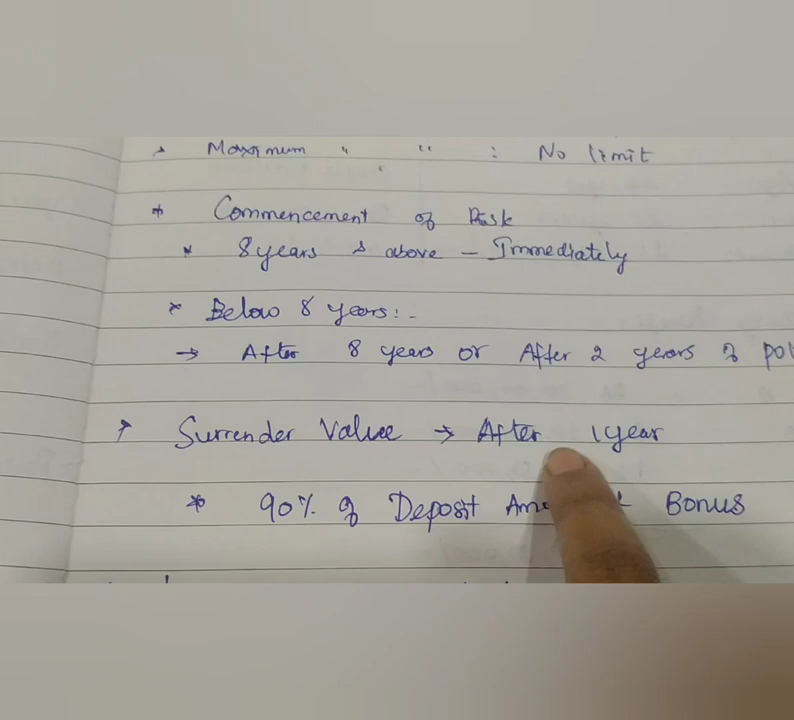 * Maximum " " : No limit
* Commencement of Risk
* 8 years & above - Immediately
* Below 8 years:-
→ After 8 years or After 2 years of
* Surrender Value → After 1 year
* 90% of Deposit Bonus